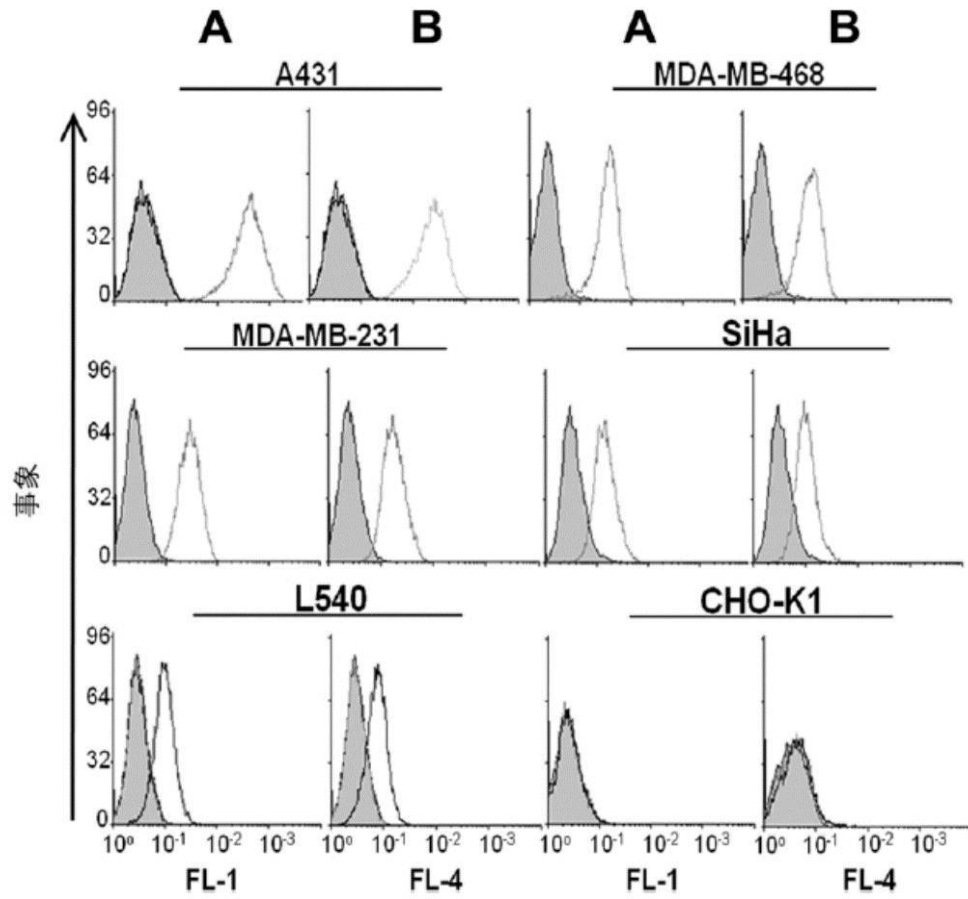 A B A B
A431 MDA-MB-468
96
64
32
0
MDA-MB-231 SiHa
96
64
32
0
事象
L540 CHO-K1
96
64
32
0
10⁰ 10⁻¹ 10⁻² 10⁻³ 10⁰ 10⁻¹ 10⁻² 10⁻³ 10⁰ 10⁻¹ 10⁻² 10⁻³ 10⁰ 10⁻¹ 10⁻² 10⁻³
FL-1 FL-4 FL-1 FL-4